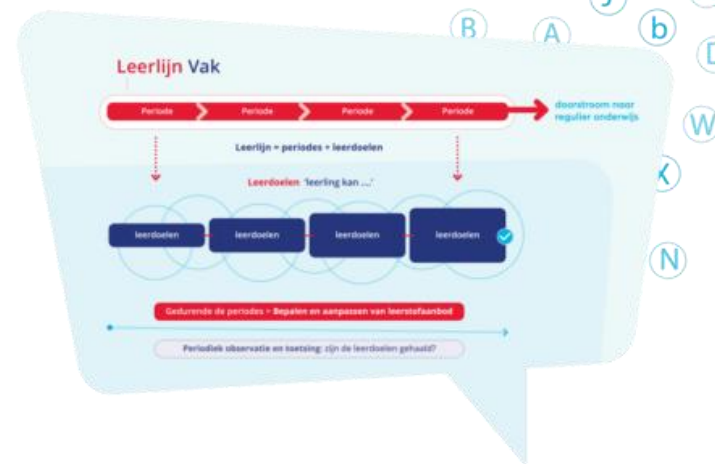 y
B
A
b
D
W
X
N
Leerlijn Vak
Periode
Periode
Periode
Periode
doorstroom naar
regulier onderwijs
Leerlijn = periodes + leerdoelen
Leerdoelen 'leerling kan ...'
leerdoelen
leerdoelen
leerdoelen
leerdoelen
Gedurende de periodes > Bepalen en aanpassen van leerstofaanbod
Periodiek observatie en toetsing: zijn de leerdoelen gehaald?